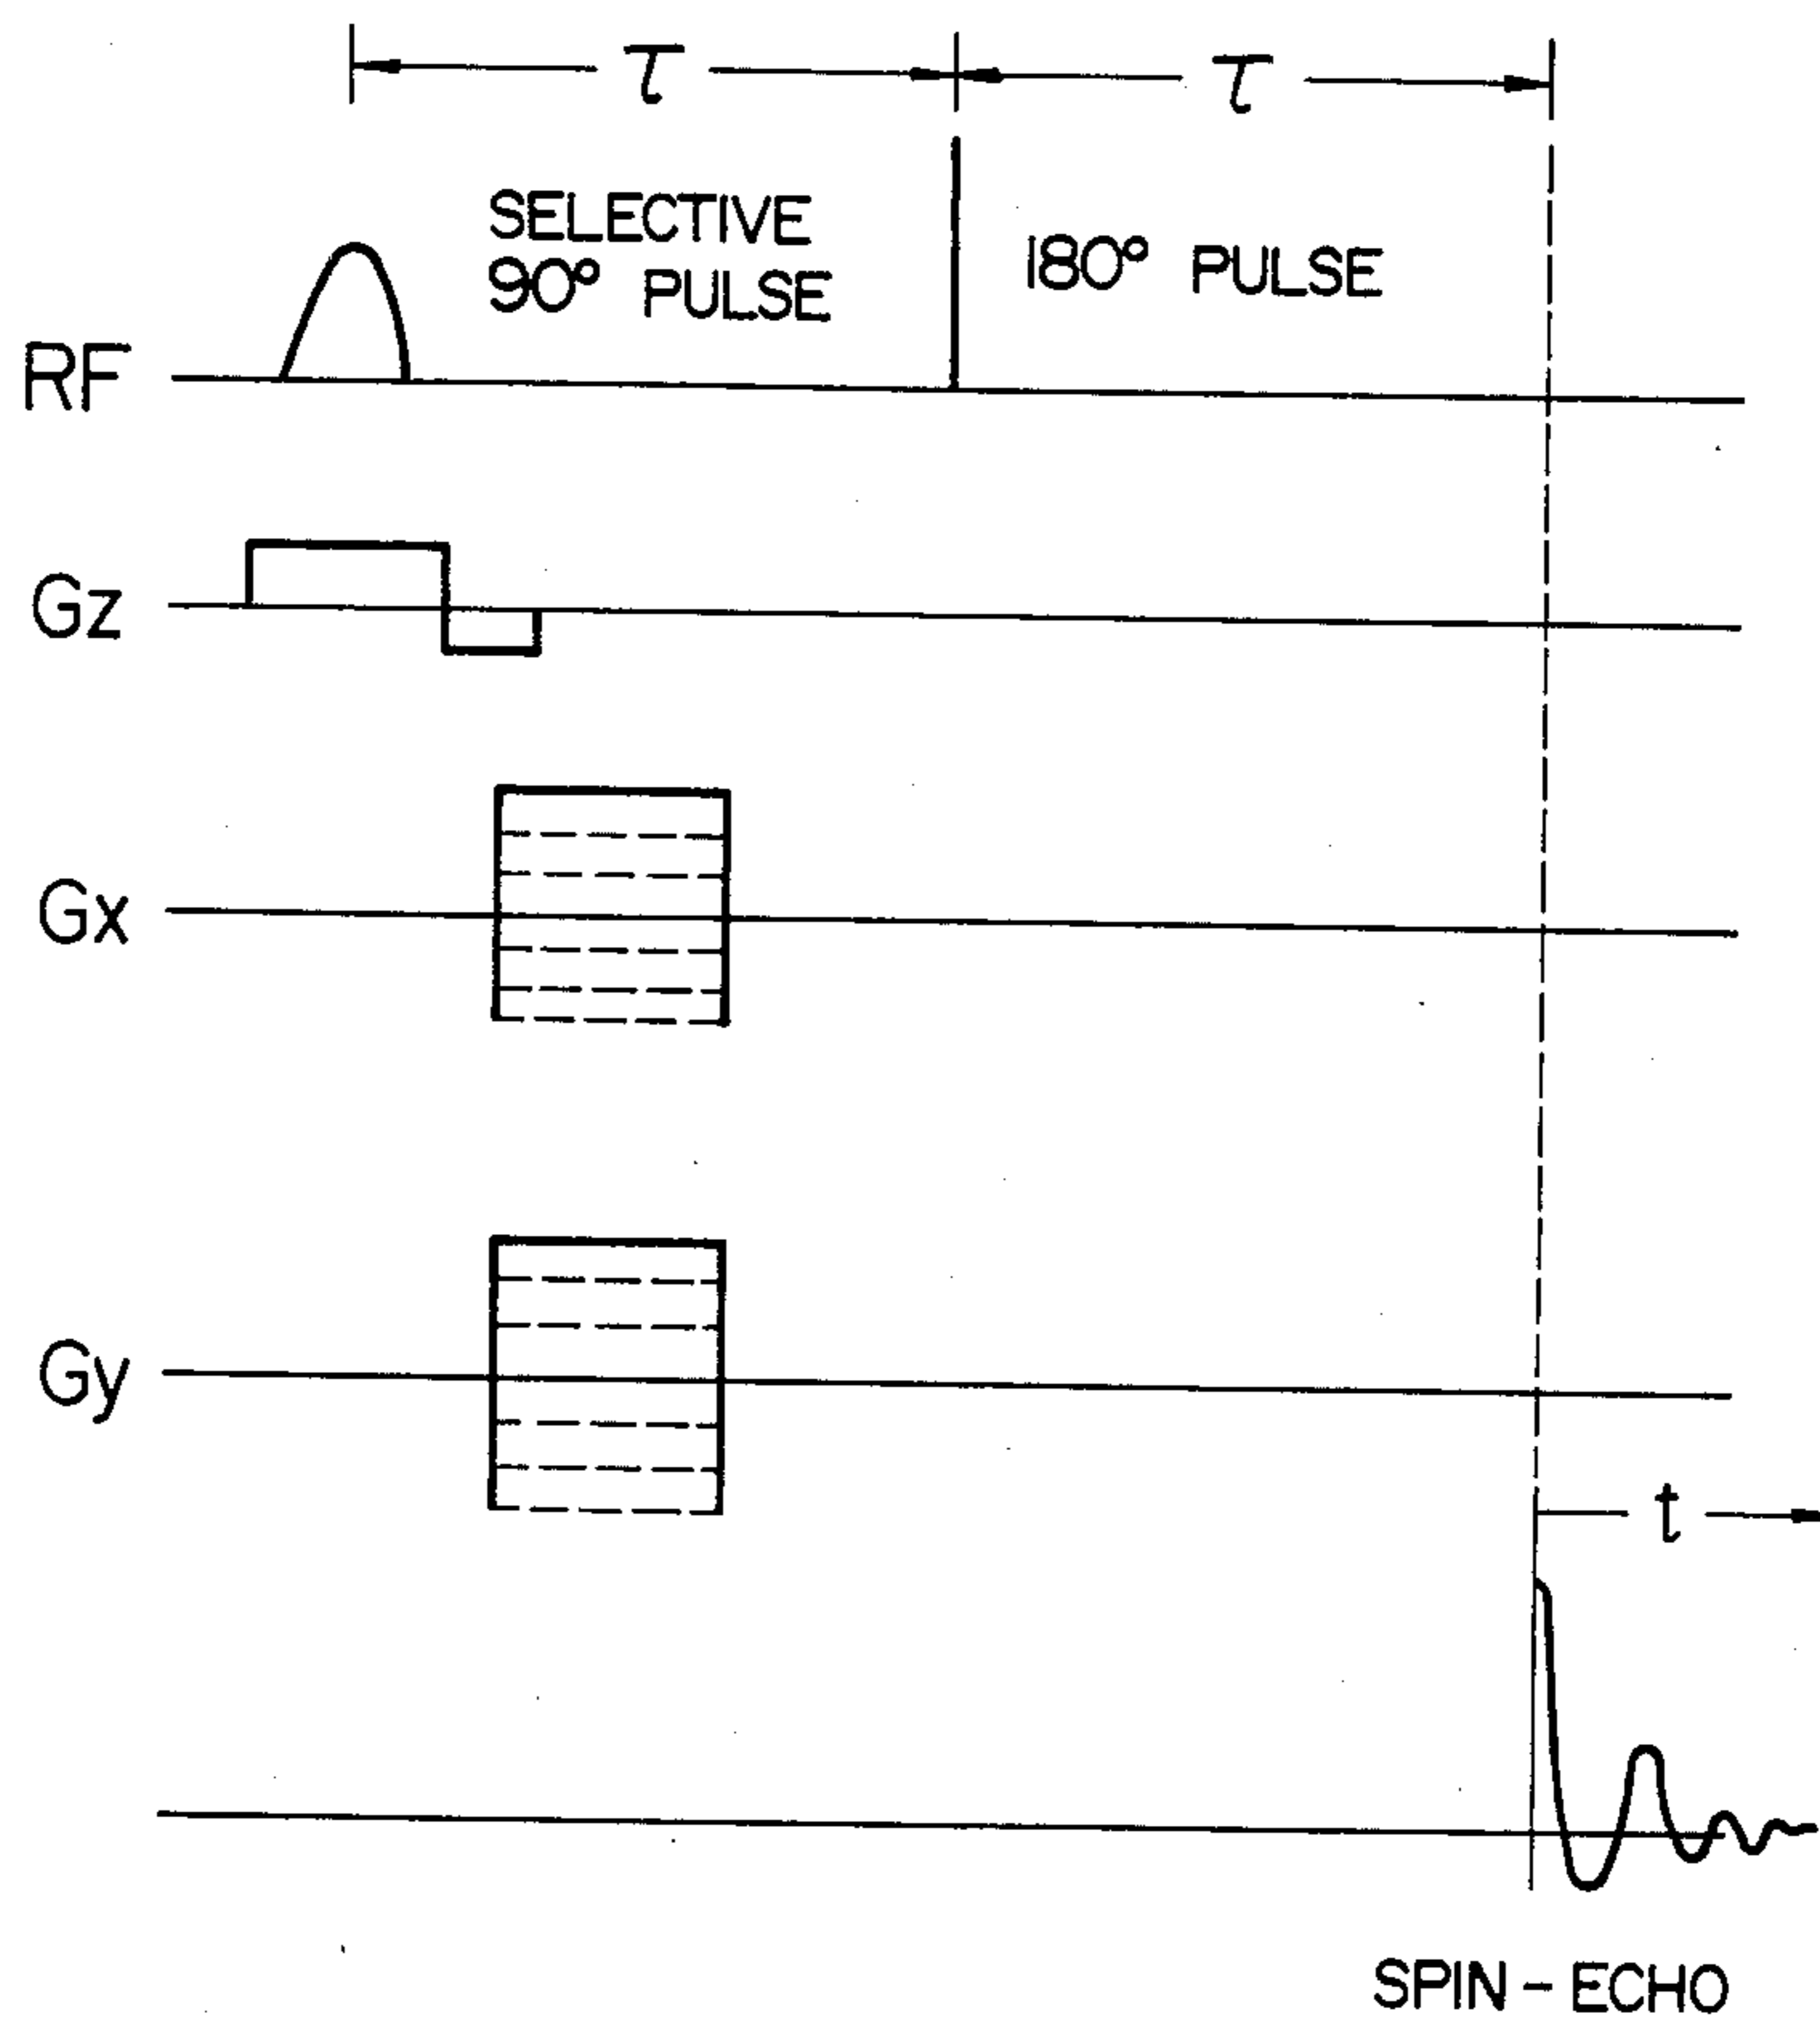 τ τ
SELECTIVE
90° PULSE
180° PULSE
RF
Gz
Gx
Gy
t
SPIN - ECHO